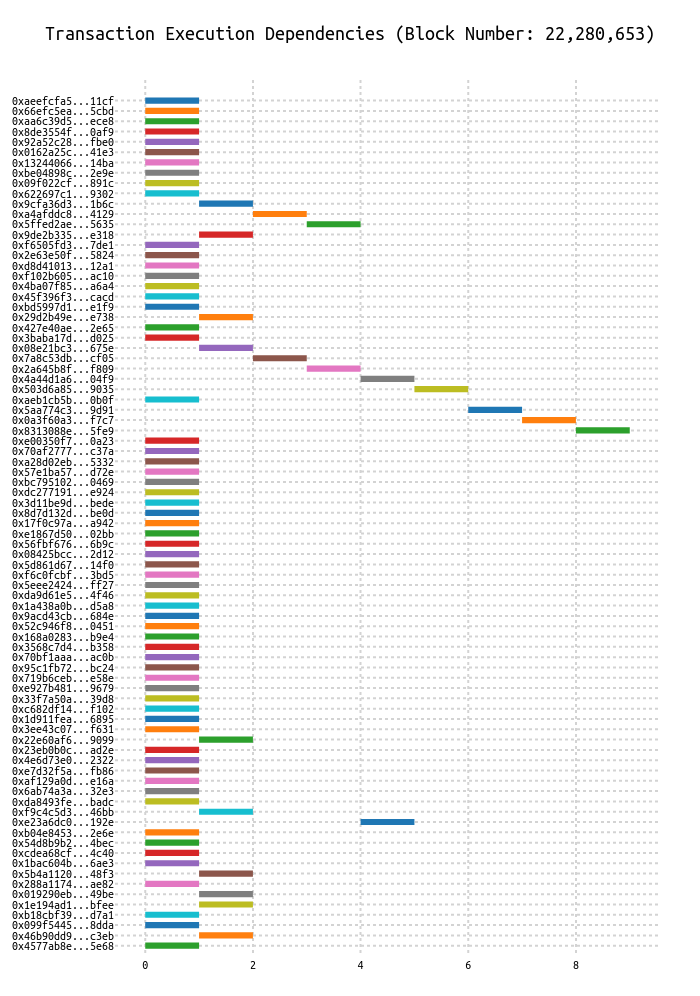 Transaction Execution Dependencies (Block Number: 22,280,653)
0xaeefcfa5...11cf
0x66efc5ea...5cbd
0xaa6c39d5...ece8
0x8de3554f...0af9
0x92a52c28...fbe0
0x0162a25c...41e3
0x13244066...14ba
0xbe04898c...2e9e
0x09f022cf...891c
0x622697c1...9302
0x9cfa36d3...1b6c
0xa4afddc8...4129
0x5ffed2ae...5635
0x9de2b335...e318
0xf6505fd3...7de1
0x2e63e50f...5824
0xd8d41013...12a1
0xf102b605...ac10
0x4ba07f85...a6a4
0x45f396f3...cacd
0xbd5997d1...e1f9
0x29d2b49e...e738
0x427e40ae...2e65
0x3baba17d...d025
0x08e21bc3...675e
0x7a8c53db...cf05
0x2a645b8f...f809
0x4a44d1a6...04f9
0x503d6a85...9035
0xaeb1cb5b...0b0f
0x5aa774c3...9d91
0x0a3f60a3...f7c7
0x8313088e...5fe9
0xe00350f7...0a23
0x70af2777...c37a
0xa28d02eb...5332
0x57e1ba57...d72e
0xbc795102...0469
0xdc277191...e924
0x3d11be9d...bede
0x8d7d132d...be0d
0x17f0c97a...a942
0xe1867d50...02bb
0x56fbf676...6b9c
0x08425bcc...2d12
0x5d861d67...14f0
0xf6c0fcbf...3bd5
0x5eee2424...ff27
0xda9d61e5...4f46
0x1a438a0b...d5a8
0x9acd43cb...684e
0x52c946f8...0451
0x168a0283...b9e4
0x3568c7d4...b358
0x70bf1aaa...ac0b
0x95c1fb72...bc24
0x719b6ceb...e58e
0xe927b481...9679
0x33f7a50a...39d8
0xc682df14...f102
0x1d911fea...6895
0x3ee43c07...f631
0x22e60af6...9099
0x23eb0b0c...ad2e
0x4e6d73e0...2322
0xe7d32f5a...fb86
0xaf129a0d...e16a
0x6ab74a3a...32e3
0xda8493fe...badc
0xf9c4c5d3...46bb
0xe23a6dc0...192e
0xb04e8453...2e6e
0x54d8b9b2...4bec
0xcdea68cf...4c40
0x1bac604b...6ae3
0x5b4a1120...48f3
0x288a1174...ae82
0x019290eb...49be
0x1e194ad1...bfee
0xb18cbf39...d7a1
0x099f5445...8dda
0x46b90dd9...c3eb
0x4577ab8e...5e68
0 2 4 6 8